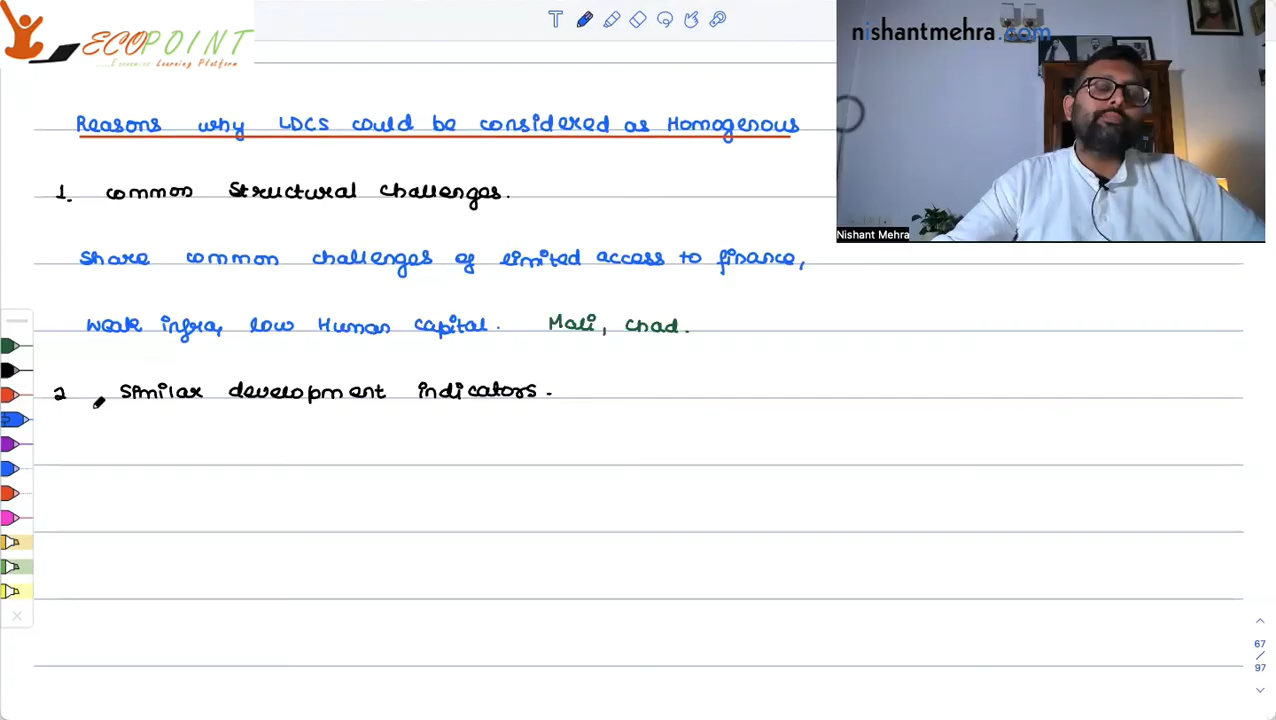 ECOPOINT
....Economics Learning Platform
nishantmehra.com
Reasons why LDCS could be considered as Homogenous
1. Common Structural challenges.
Share common challenges of limited access to finance,
Nishant Mehra
weak infra, low Human capital. Mali, Chad.
2 Similar development indicators.
67
/
97